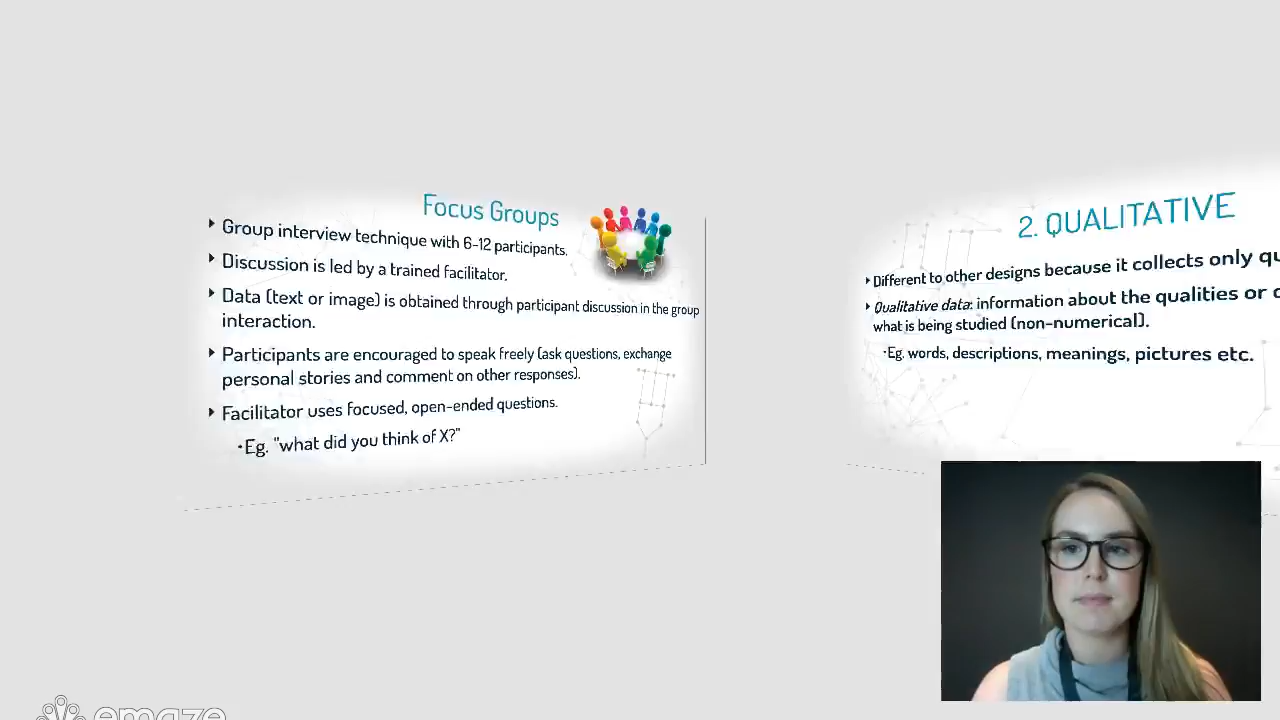 Focus Groups
Group interview technique with 6-12 participants.
Discussion is led by a trained facilitator.
Data (text or image) is obtained through participant discussion in the group
interaction.
Participants are encouraged to speak freely (ask questions, exchange
personal stories and comment on other responses).
Facilitator uses focused, open-ended questions.
Eg. "what did you think of X?"
2. QUALITATIVE
Different to other designs because it collects only
Qualitative data: information about the qualities or
what is being studied (non-numerical).
Eg. words, descriptions, meanings, pictures etc.
emaze